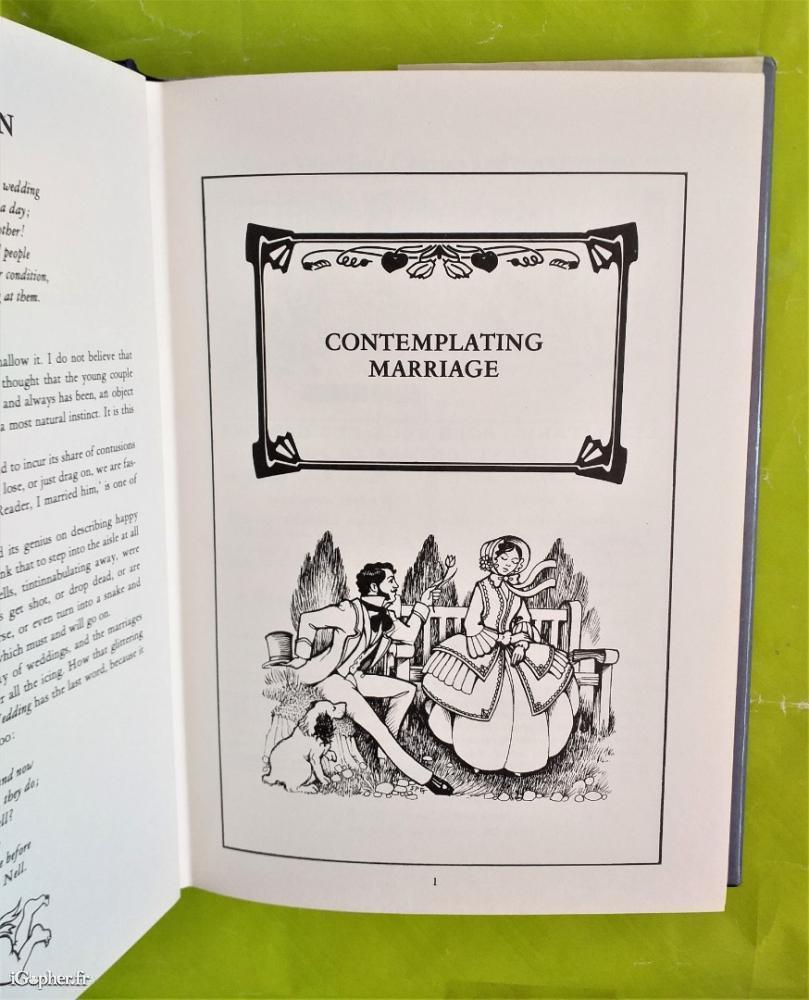 N
wedding
a day;
other!
people
condition,
at them.
allow it. I do not believe that
thought that the young couple
and always has been, an object
a most natural instinct. It is this
d to incur its share of contusions
lose, or just drag on, we are fas-
Reader, I married him,' is one of
d its genius on describing happy
nk that to step into the aisle at all
ells, tintinnabulating away, were
s get shot, or drop dead, or are
rse, or even turn into a snake and
which must and will go on.
y of weddings, and the marriages
r all the icing. How that glittering
Wedding has the last word, because it
oo:
nd now
they do;
ll?
e before
Nell.
CONTEMPLATING
MARRIAGE
1
iGopher.fr